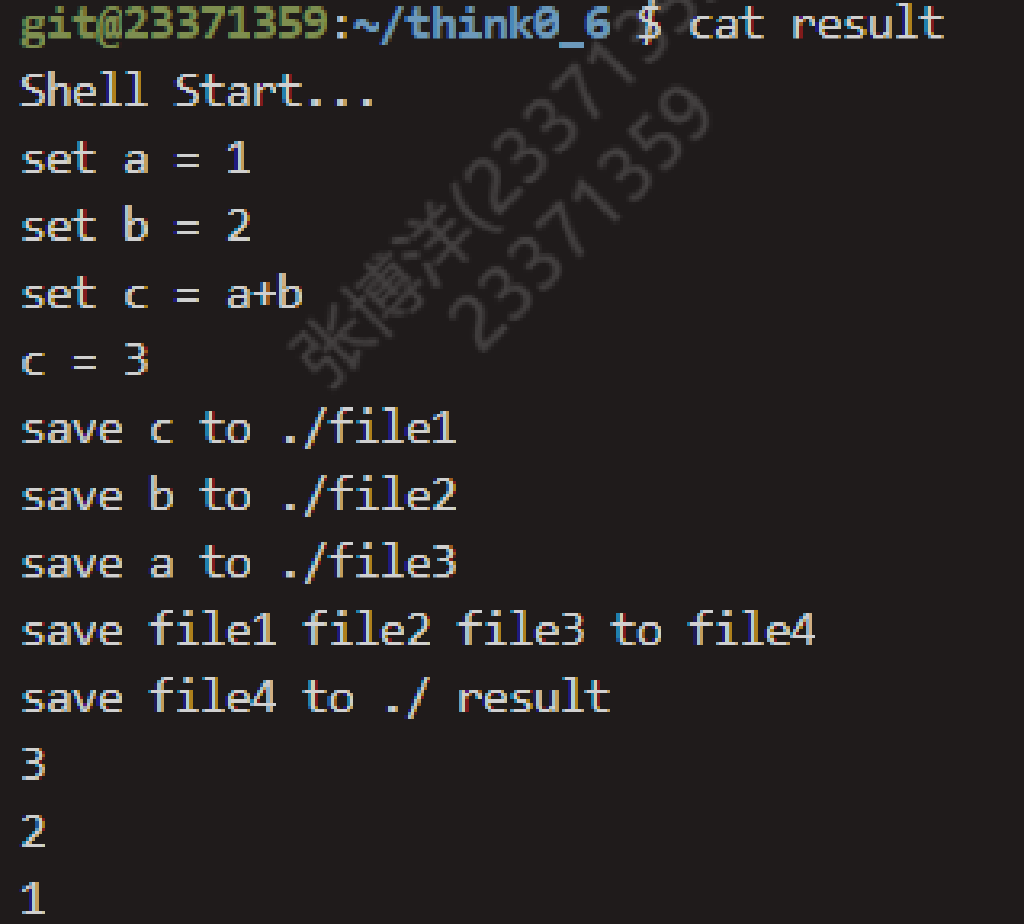 git@23371359:~/think0_6 $ cat result
Shell Start...
set a = 1
set b = 2
set c = a+b
c = 3
save c to ./file1
save b to ./file2
save a to ./file3
save file1 file2 file3 to file4
save file4 to ./ result
3
2
1
张博洋(2337135
23371359